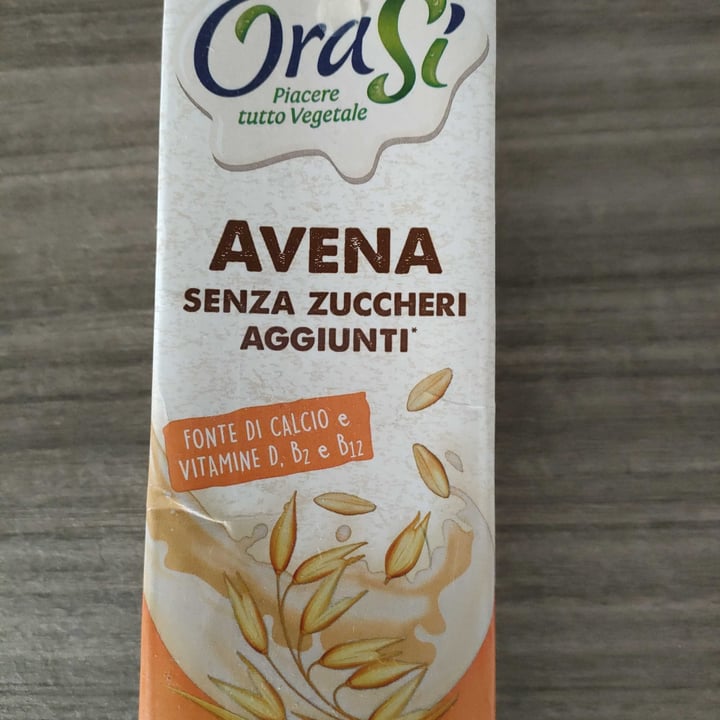 OraSì
Piacere
tutto Vegetale
AVENA
SENZA ZUCCHERI
AGGIUNTI*
FONTE DI CALCIO e
VITAMINE D, B2 e B12